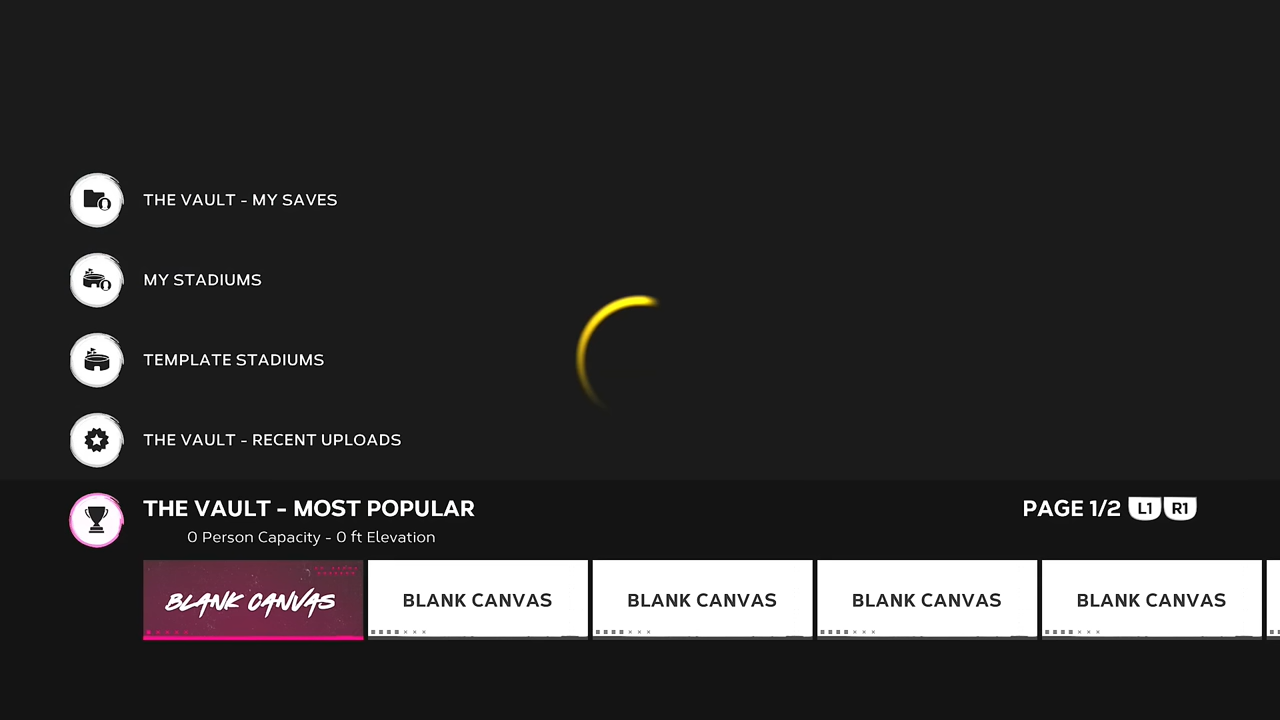 THE VAULT - MY SAVES
MY STADIUMS
TEMPLATE STADIUMS
THE VAULT - RECENT UPLOADS
THE VAULT - MOST POPULAR
PAGE 1/2 L1 R1
0 Person Capacity - 0 ft Elevation
BLANK CANVAS
BLANK CANVAS
BLANK CANVAS
BLANK CANVAS
BLANK CANVAS